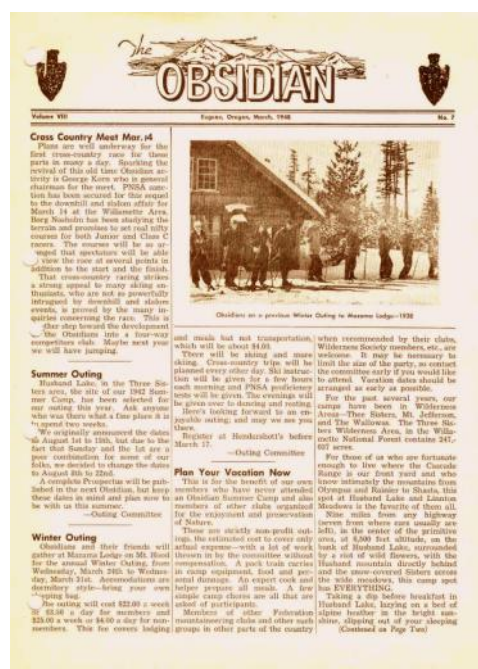 The
OBSIDIAN
Volume VIII
Eugene, Oregon, March, 1948
No. 7
Cross Country Meet Mar. 14
Plans are well underway for the
first cross-country race for these
parts in many a day. Sparking the
revival of this old time Obsidian ac-
tivity is George Korn who is general
chairman for the meet. PNSA sanc-
tion has been secured for this sequel
to the downhill and slalom affair for
March 14 at the Willamette Area.
has been studying the
terrain and promises to set real nifty
courses for both Junior and Class C
racers. The courses will be so ar-
ranged that spectators will be able
view the race at several points in
addition to the start and the finish.
That cross-country racing strikes
a strong appeal to many skiing en-
thusiasts, who are not so powerfully
intrigued by downhill and slalom
events, is proved by the many in-
quiries concerning the race. This is
other step toward the development
the Obsidians into a four-way
competitors club. Maybe next year
we will have jumping.
Summer Outing
Husband Lake, in the Three Sis-
ters area, the site of our 1942 Sum-
mer Camp, has been selected for
our outing this year. Ask anyone
who was there what a fine place it is
to spend two weeks.
We originally announced the dates
as August 1st to 15th, but due to the
fact that Sunday and the 1st are a
poor combination for some of our
folks, we decided to change the dates
to August 8th to 22nd.
A complete Prospectus will be pub-
lished in the next Obsidian, but keep
these dates in mind and plan now to
be with us this summer.
—Outing Committee
Winter Outing
Obsidians and their friends will
gather at Mazama Lodge on Mt. Hood
for the annual Winter Outing, from
Wednesday, March 24th to Wednes-
day, March 31st. Accomodations are
dormitory style—bring your own
sleeping bag.
The outing will cost $22.00 a week
$3.50 a day for members and
$25.00 a week or $4.00 a day for non-
members. This fee covers lodging
Obsidians on a previous Winter Outing to Mazama Lodge—1938
and meals but not transportation,
which will be about $4.00.
There will be skiing and more
skiing. Cross-country trips will be
planned every other day. Ski instruc-
tion will be given for a few hours
each morning and PNSA proficiency
tests will be given. The evenings will
be given over to dancing and resting.
Here's looking forward to an en-
joyable outing; and may we see you
there.
Register at Hendershott's before
March 17.
—Outing Committee
Plan Your Vacation Now
This is for the benefit of our own
members who have never attended
an Obsidian Summer Camp and also
members of other clubs organized
for the enjoyment and preservation
of Nature.
These are strictly non-profit out-
ings, the estimated cost to cover only
actual expense—with a lot of work
thrown in by the committee without
compensation. A pack train carries
in camp equipment, food and per-
sonal dunnage. An expert cook and
helper prepare all meals. A few
simple camp chores are all that are
asked of participants.
Members of other Federation
mountaineering clubs and other such
groups in other parts of the country
when recommended by their clubs,
Wilderness Society members, etc., are
welcome. It may be necessary to
limit the size of the party, so contact
the committee early if you would like
to attend. Vacation dates should be
arranged as early as possible.
For the past several years, our
camps have been in Wilderness
Areas—Three Sisters, Mt. Jefferson,
and The Wallowas. The Three Sis-
ters Wilderness Area, in the Willa-
mette National Forest contains 247,-
acres.
For those of us who are fortunate
enough to live where the Cascade
Range is our front yard and who
know intimately the mountains from
Olympus and Rainier to Shasta, this
spot at Husband Lake and Linton
Meadows is the favorite of them all.
Nine miles from any highway
(seven from where cars usually are
left), in the center of the primitive
area, at 5,500 feet altitude, on the
bank of Husband Lake, surrounded
by a riot of wild flowers, with the
Husband mountain directly behind
and the snow-covered Sisters across
the wide meadows, this camp spot
has EVERYTHING.
Taking a dip before breakfast in
Husband Lake, lazying on a bed of
alpine heather in the bright sun-
shine, slipping out of your sleeping
(Continued on Page Two)